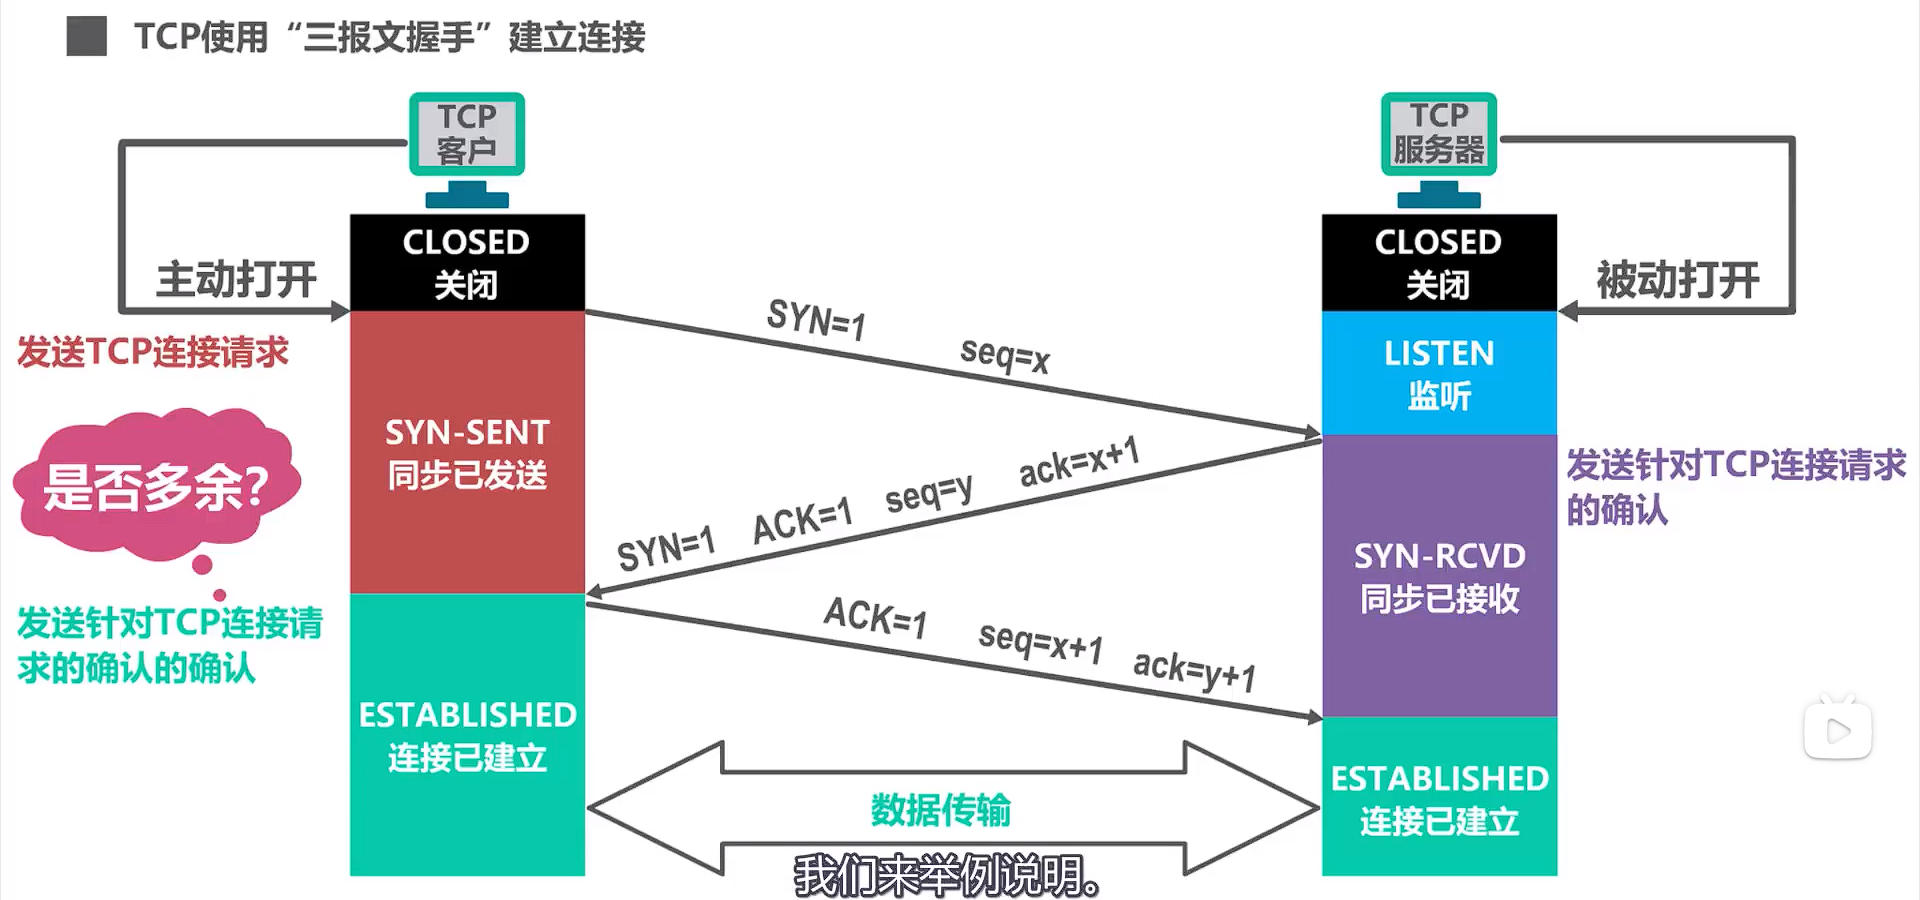 TCP使用“三报文握手”建立连接
TCP
客户
TCP
服务器
主动打开
CLOSED
关闭
CLOSED
关闭
被动打开
发送TCP连接请求
SYN=1 seq=x
LISTEN
监听
是否多余?
SYN-SENT
同步已发送
SYN=1 ACK=1 seq=y ack=x+1
发送针对TCP连接请求
的确认
SYN-RCVD
同步已接收
发送针对TCP连接请
求的确认的确认
ACK=1 seq=x+1 ack=y+1
ESTABLISHED
连接已建立
数据传输
ESTABLISHED
连接已建立
我们来举例说明。